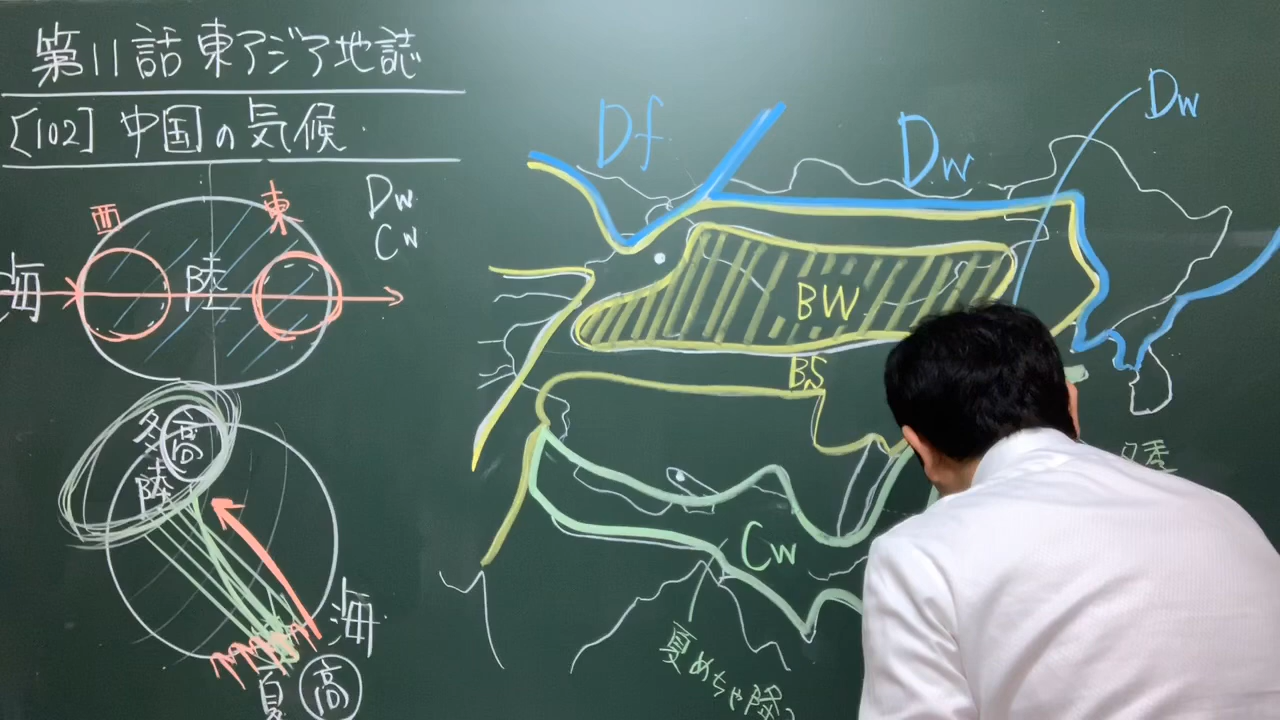 第11話 東アジア地誌
[102] 中国の気候
西
東
Dw
Cw
海
陸
冬
高
陸
海
夏
高
Df
Dw
Dw
BW
BS
Cw
夏めちゃ降る